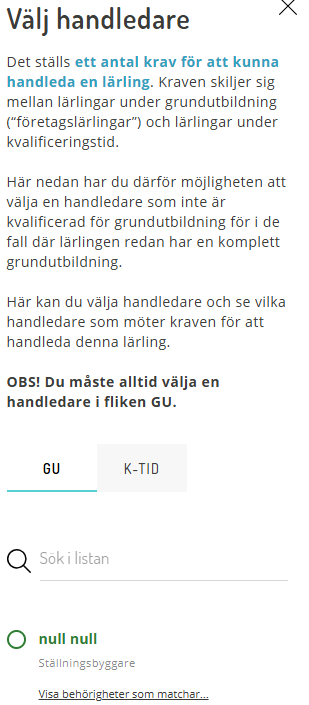 Välj handledare
Det ställs ett antal krav för att kunna
handleda en lärling. Kraven skiljer sig
mellan lärlingar under grundutbildning
(”företagslärlingar”) och lärlingar under
kvalificeringstid.
Här nedan har du därför möjligheten att
välja en handledare som inte är
kvalificerad för grundutbildning för i de
fall där lärlingen redan har en komplett
grundutbildning.
Här kan du välja handledare och se vilka
handledare som möter kraven för att
handleda denna lärling.
OBS! Du måste alltid välja en
handledare i fliken GU.
GU K-TID
Sök i listan
null null
Ställningsbyggare
Visa behörigheter som matchar...